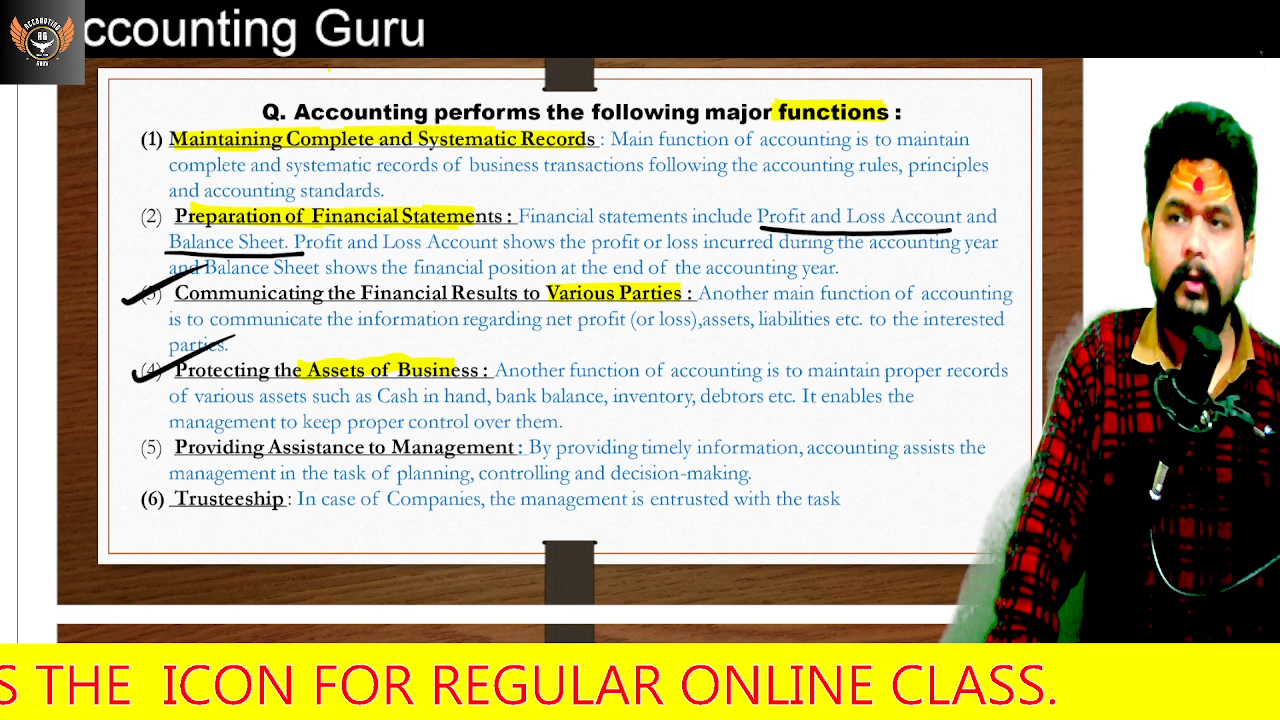 ccounting Guru
ACCOUNTING
AG
GURU
Q. Accounting performs the following major functions :
(1) Maintaining Complete and Systematic Records : Main function of accounting is to maintain
complete and systematic records of business transactions following the accounting rules, principles
and accounting standards.
(2) Preparation of Financial Statements : Financial statements include Profit and Loss Account and
Balance Sheet. Profit and Loss Account shows the profit or loss incurred during the accounting year
and Balance Sheet shows the financial position at the end of the accounting year.
(3) Communicating the Financial Results to Various Parties : Another main function of accounting
is to communicate the information regarding net profit (or loss),assets, liabilities etc. to the interested
parties.
(4) Protecting the Assets of Business : Another function of accounting is to maintain proper records
of various assets such as Cash in hand, bank balance, inventory, debtors etc. It enables the
management to keep proper control over them.
(5) Providing Assistance to Management : By providing timely information, accounting assists the
management in the task of planning, controlling and decision-making.
(6) Trusteeship : In case of Companies, the management is entrusted with the task
S THE ICON FOR REGULAR ONLINE CLASS.